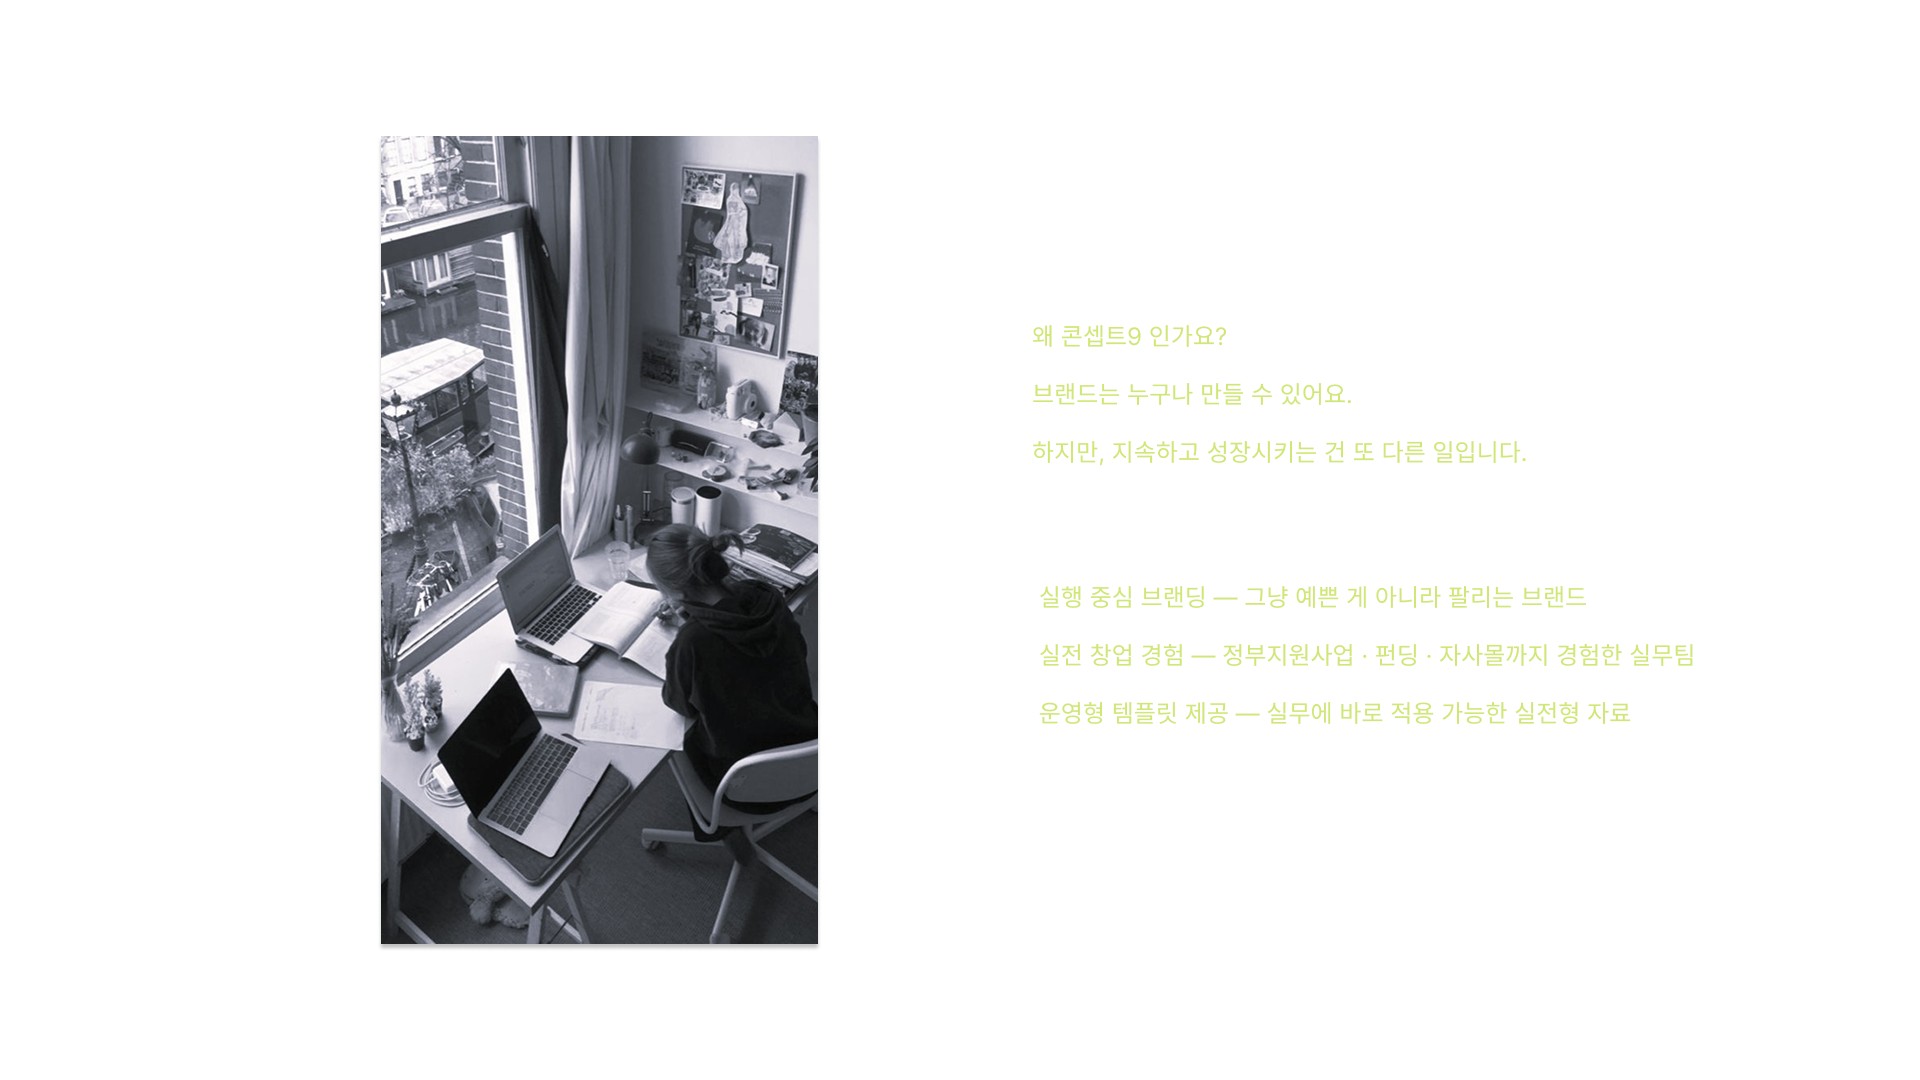 왜 콘셉트9 인가요?
브랜드는 누구나 만들 수 있어요.
하지만, 지속하고 성장시키는 건 또 다른 일입니다.
실행 중심 브랜딩 — 그냥 예쁜 게 아니라 팔리는 브랜드
실전 창업 경험 — 정부지원사업 · 펀딩 · 자사몰까지 경험한 실무팀
운영형 템플릿 제공 — 실무에 바로 적용 가능한 실전형 자료